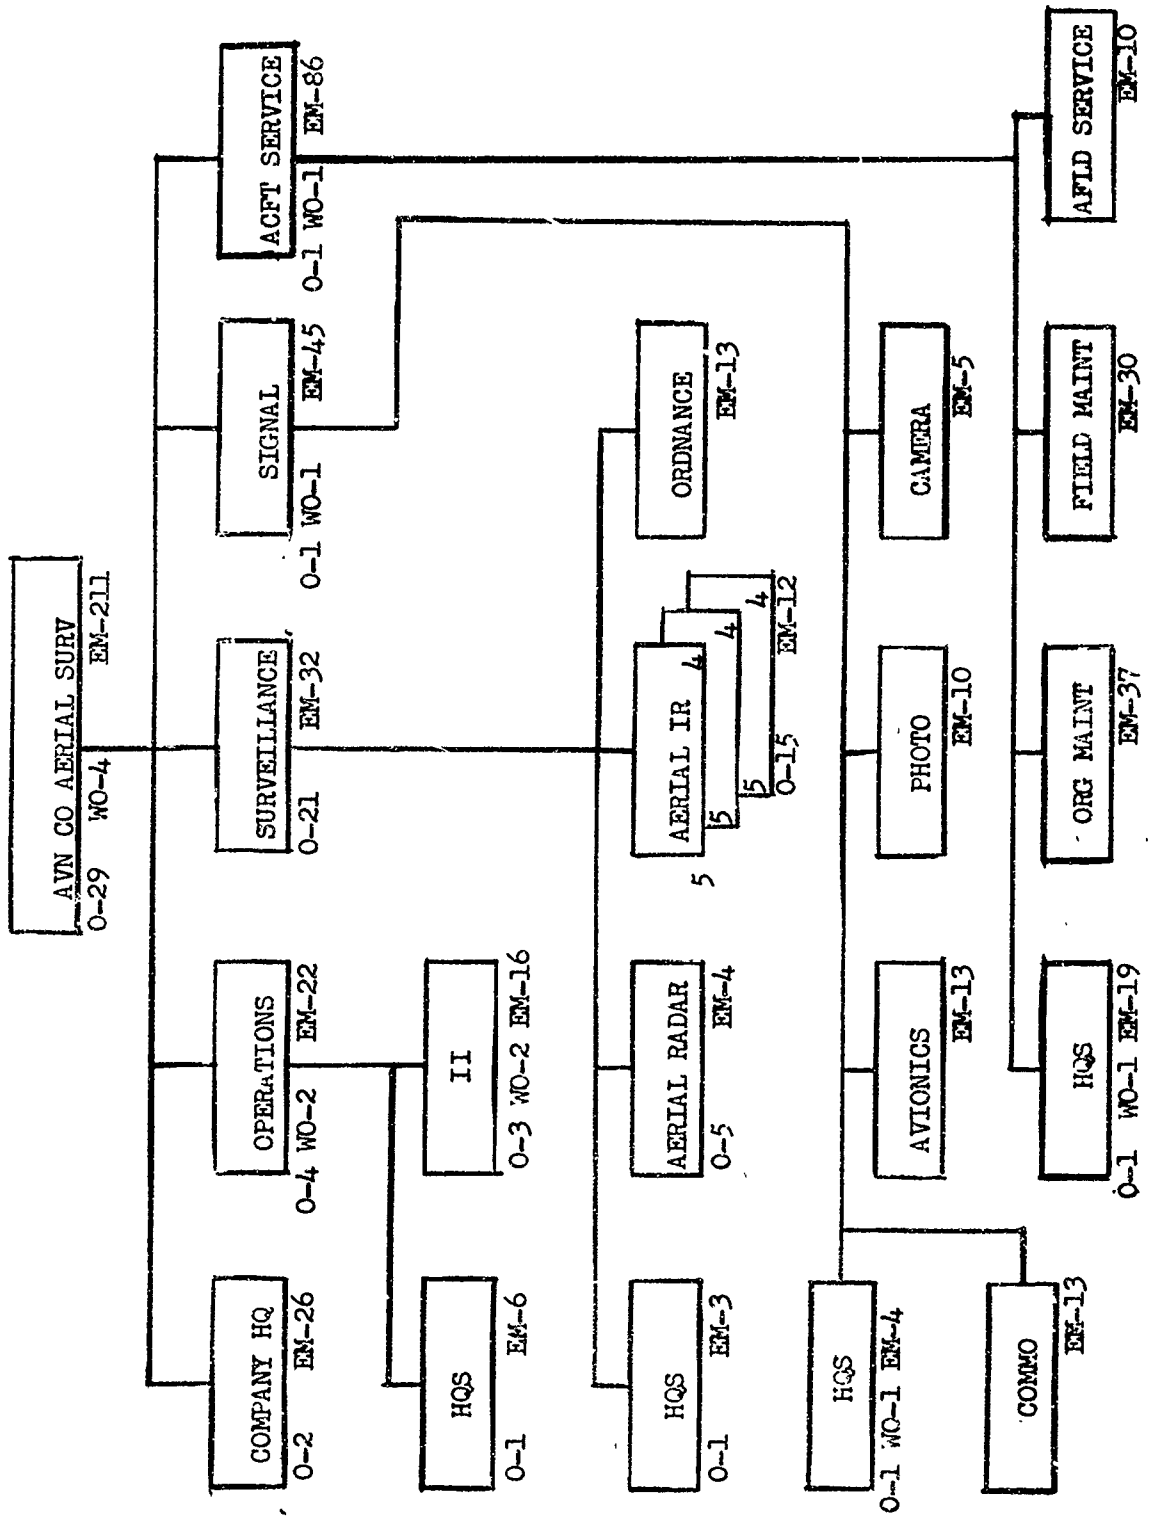 AVN CO AERIAL SURV
O-29 WO-4 EM-211
COMPANY HQ
O-2 EM-26
OPERATIONS
O-4 WO-2 EM-22
SURVEILLANCE
O-21 EM-32
SIGNAL
O-1 WO-1 EM-45
ACFT SERVICE
O-1 WO-1 EM-86
HQS
O-1 EM-6
II
O-3 WO-2 EM-16
HQS
O-1 EM-3
AERIAL RADAR
O-5 EM-4
AERIAL IR 4
5
5 4
5 4
O-15 EM-12
ORDNANCE
EM-13
HQS
O-1 WO-1 EM-4
AVIONICS
EM-13
PHOTO
EM-10
CAMERA
EM-5
COMMO
EM-13
HQS
O-1 WO-1 EM-19
ORG MAINT
EM-37
FIELD MAINT
EM-30
AFLD SERVICE
EM-10